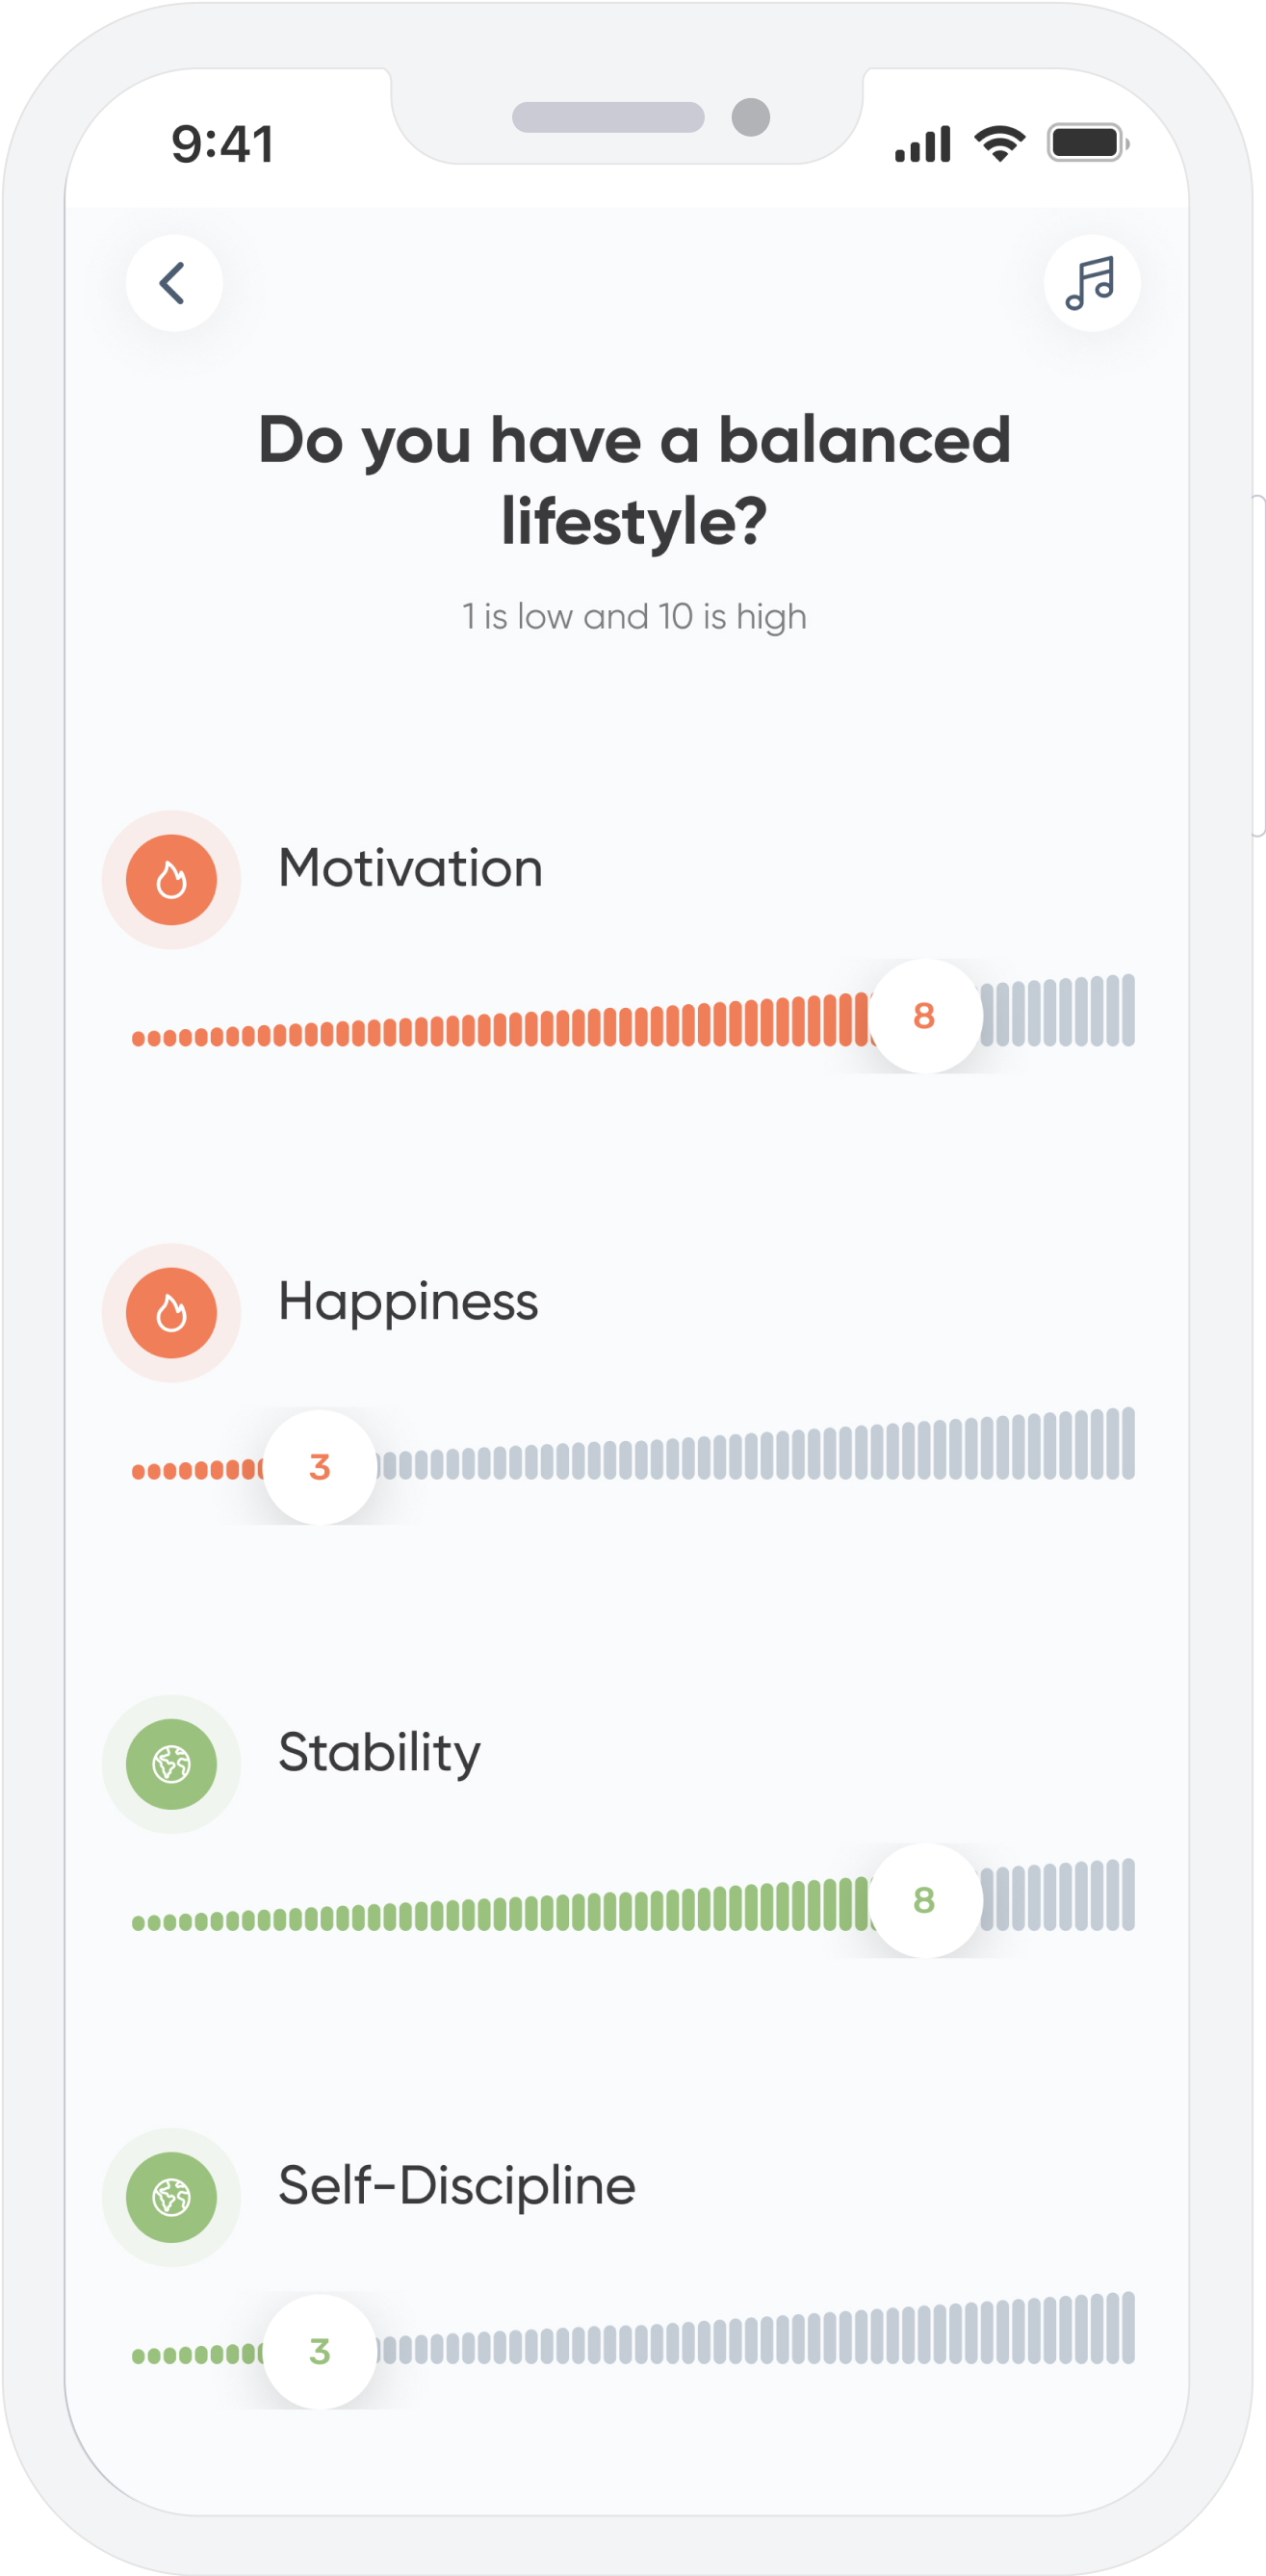 9:41
Do you have a balanced
lifestyle?
1 is low and 10 is high
Motivation
8
Happiness
3
Stability
8
Self-Discipline
3